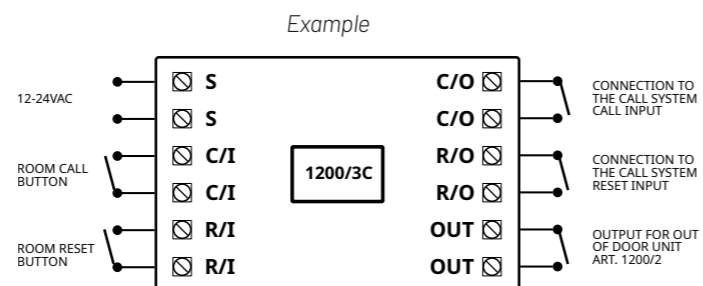 Example
12-24VAC
S
S
ROOM CALL
BUTTON
C/I
C/I
ROOM RESET
BUTTON
R/I
R/I
1200/3C
C/O
C/O
CONNECTION TO
THE CALL SYSTEM
CALL INPUT
R/O
R/O
CONNECTION TO
THE CALL SYSTEM
RESET INPUT
OUT
OUT
OUTPUT FOR OUT
OF DOOR UNIT
ART. 1200/2